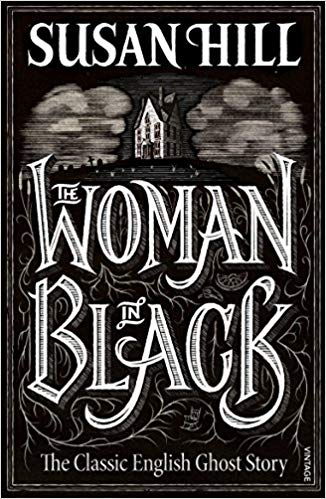 SUSAN HILL
THE
WOMAN
IN
BLACK
The Classic English Ghost Story
VINTAGE